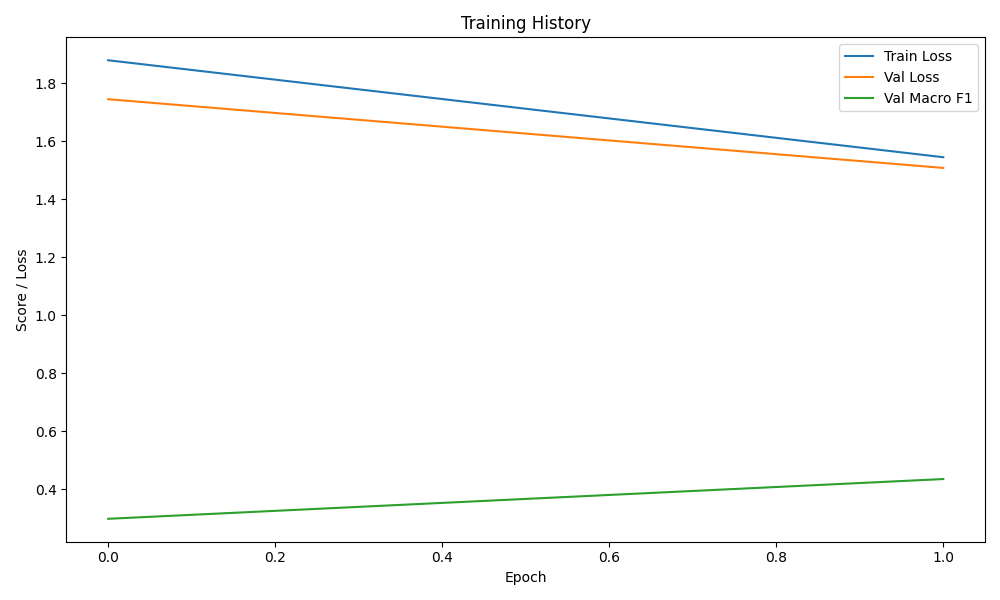 Training History
Train Loss
Val Loss
Val Macro F1
Score / Loss
1.8
1.6
1.4
1.2
1.0
0.8
0.6
0.4
0.0 0.2 0.4 0.6 0.8 1.0
Epoch